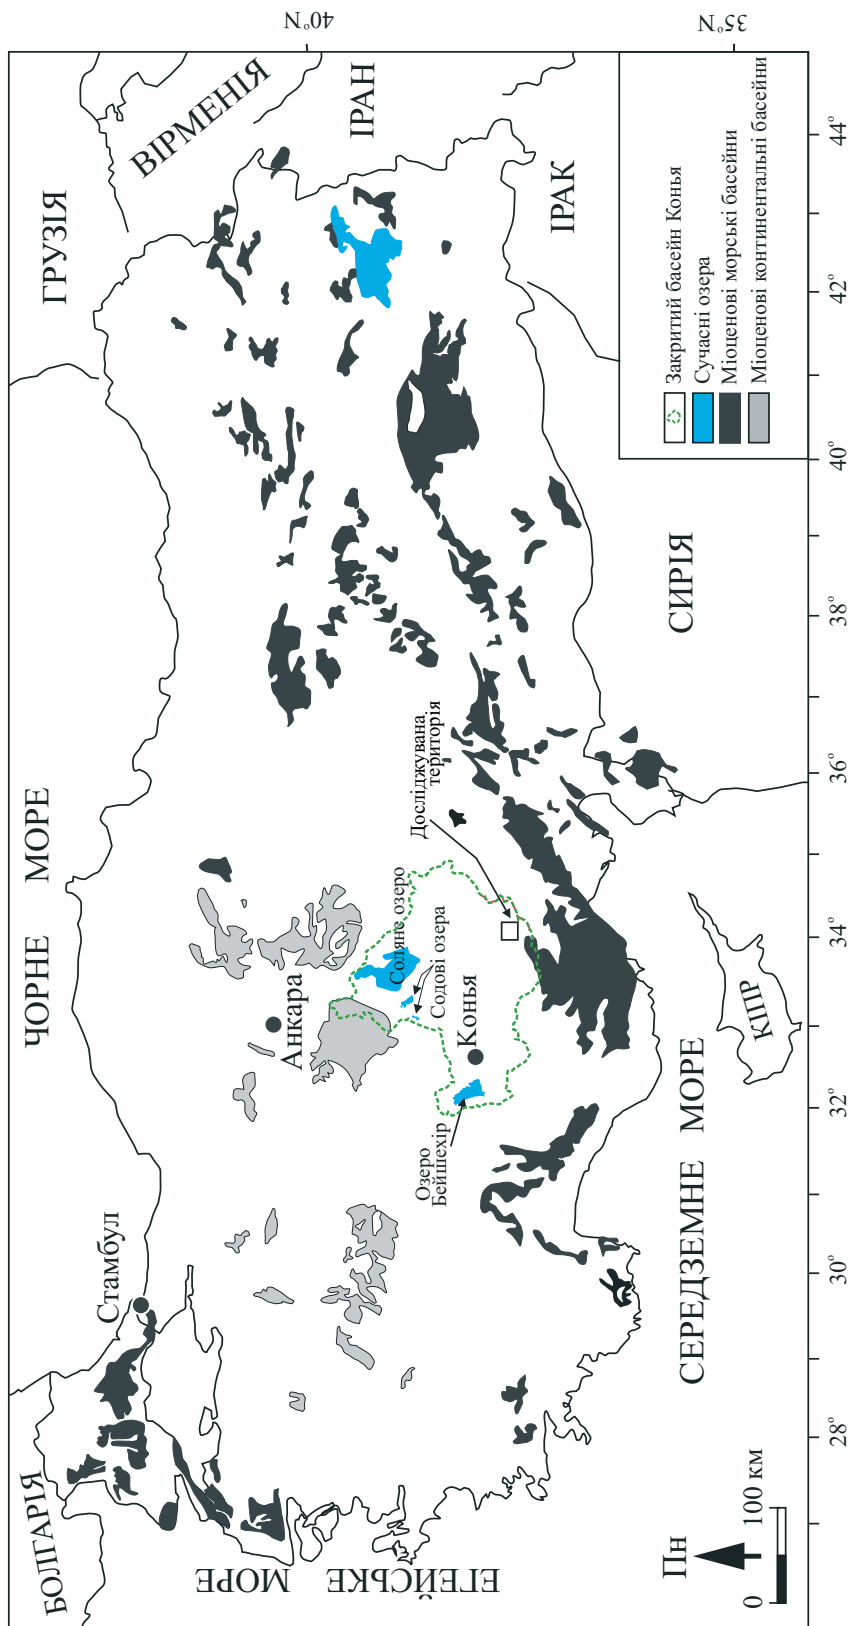 БОЛГАРІЯ
ЧОРНЕ МОРЕ
ГРУЗІЯ
ВІРМЕНІЯ
ІРАН
ІРАК
СИРІЯ
КІПР
СЕРЕДЗЕМНЕ МОРЕ
ЕГЕЙСЬКЕ МОРЕ
Стамбул
Анкара
Конья
Соляне озеро
Содові озера
Озеро
Бейшехір
Досліджувана
територія
40°N
35°N
28°
30°
32°
34°
36°
38°
40°
42°
44°
Пн
0 100 км
Закритий басейн Конья
Сучасні озера
Міоценові морські басейни
Міоценові континентальні басейни